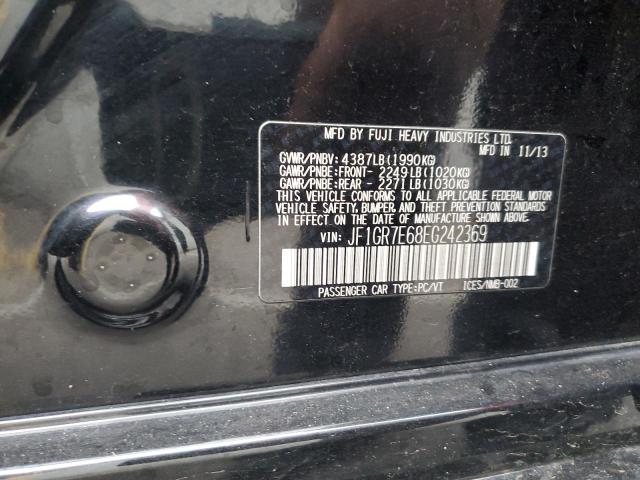 MFD BY FUJI HEAVY INDUSTRIES LTD.
MFD IN 11/13
GVWR/PNBV: 4387LB(1990KG)
GAWR/PNBE:FRONT- 2249LB(1020KG)
GAWR/PNBE:REAR - 2271LB(1030KG)
THIS VEHICLE CONFORMS TO ALL APPLICABLE FEDERAL MOTOR
VEHICLE SAFETY, BUMPER, AND THEFT PREVENTION STANDARDS
IN EFFECT ON THE DATE OF MANUFACTURE SHOWN ABOVE.
VIN: JF1GR7E68EG242369
PASSENGER CAR TYPE:PC/VT ICES/NMB-002